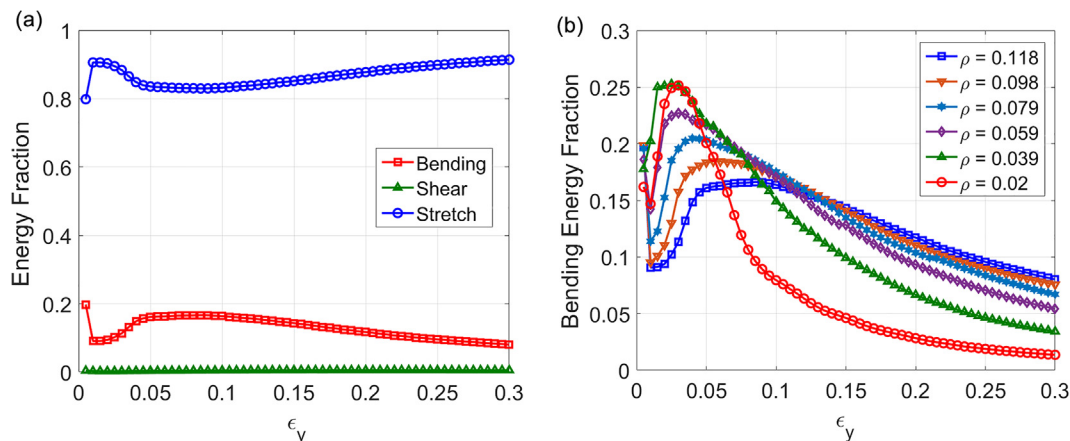 (a)
Energy Fraction
1
0.8
0.6
0.4
0.2
0
0 0.05 0.1 0.15 0.2 0.25 0.3
ϵy
Bending
Shear
Stretch
(b)
Bending Energy Fraction
0.3
0.25
0.2
0.15
0.1
0.05
0
0 0.05 0.1 0.15 0.2 0.25 0.3
ϵy
ρ = 0.118
ρ = 0.098
ρ = 0.079
ρ = 0.059
ρ = 0.039
ρ = 0.02